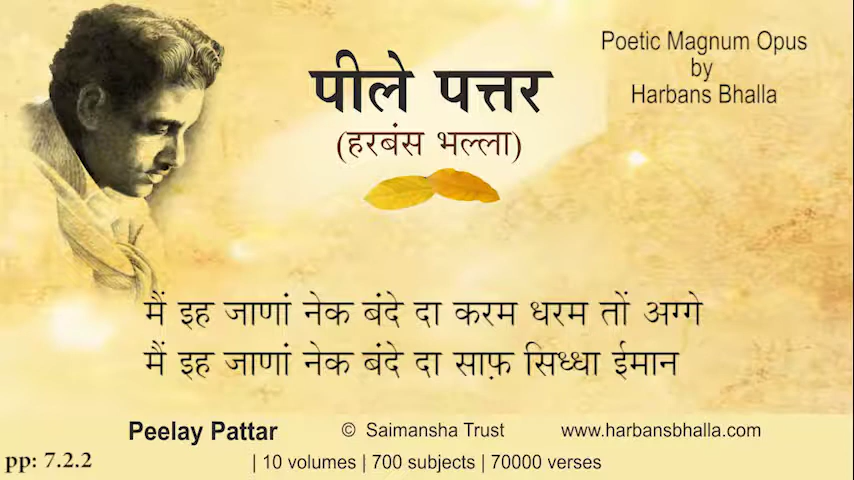 पीले पत्तर
(हरबंस भल्ला)
Poetic Magnum Opus
by
Harbans Bhalla
मैं इह जाणां नेक बंदे दा करम धरम तों अग्गे
मैं इह जाणां नेक बंदे दा साफ़ सिध्धा ईमान
Peelay Pattar © Saimansha Trust www.harbansbhalla.com
pp: 7.2.2 | 10 volumes | 700 subjects | 70000 verses